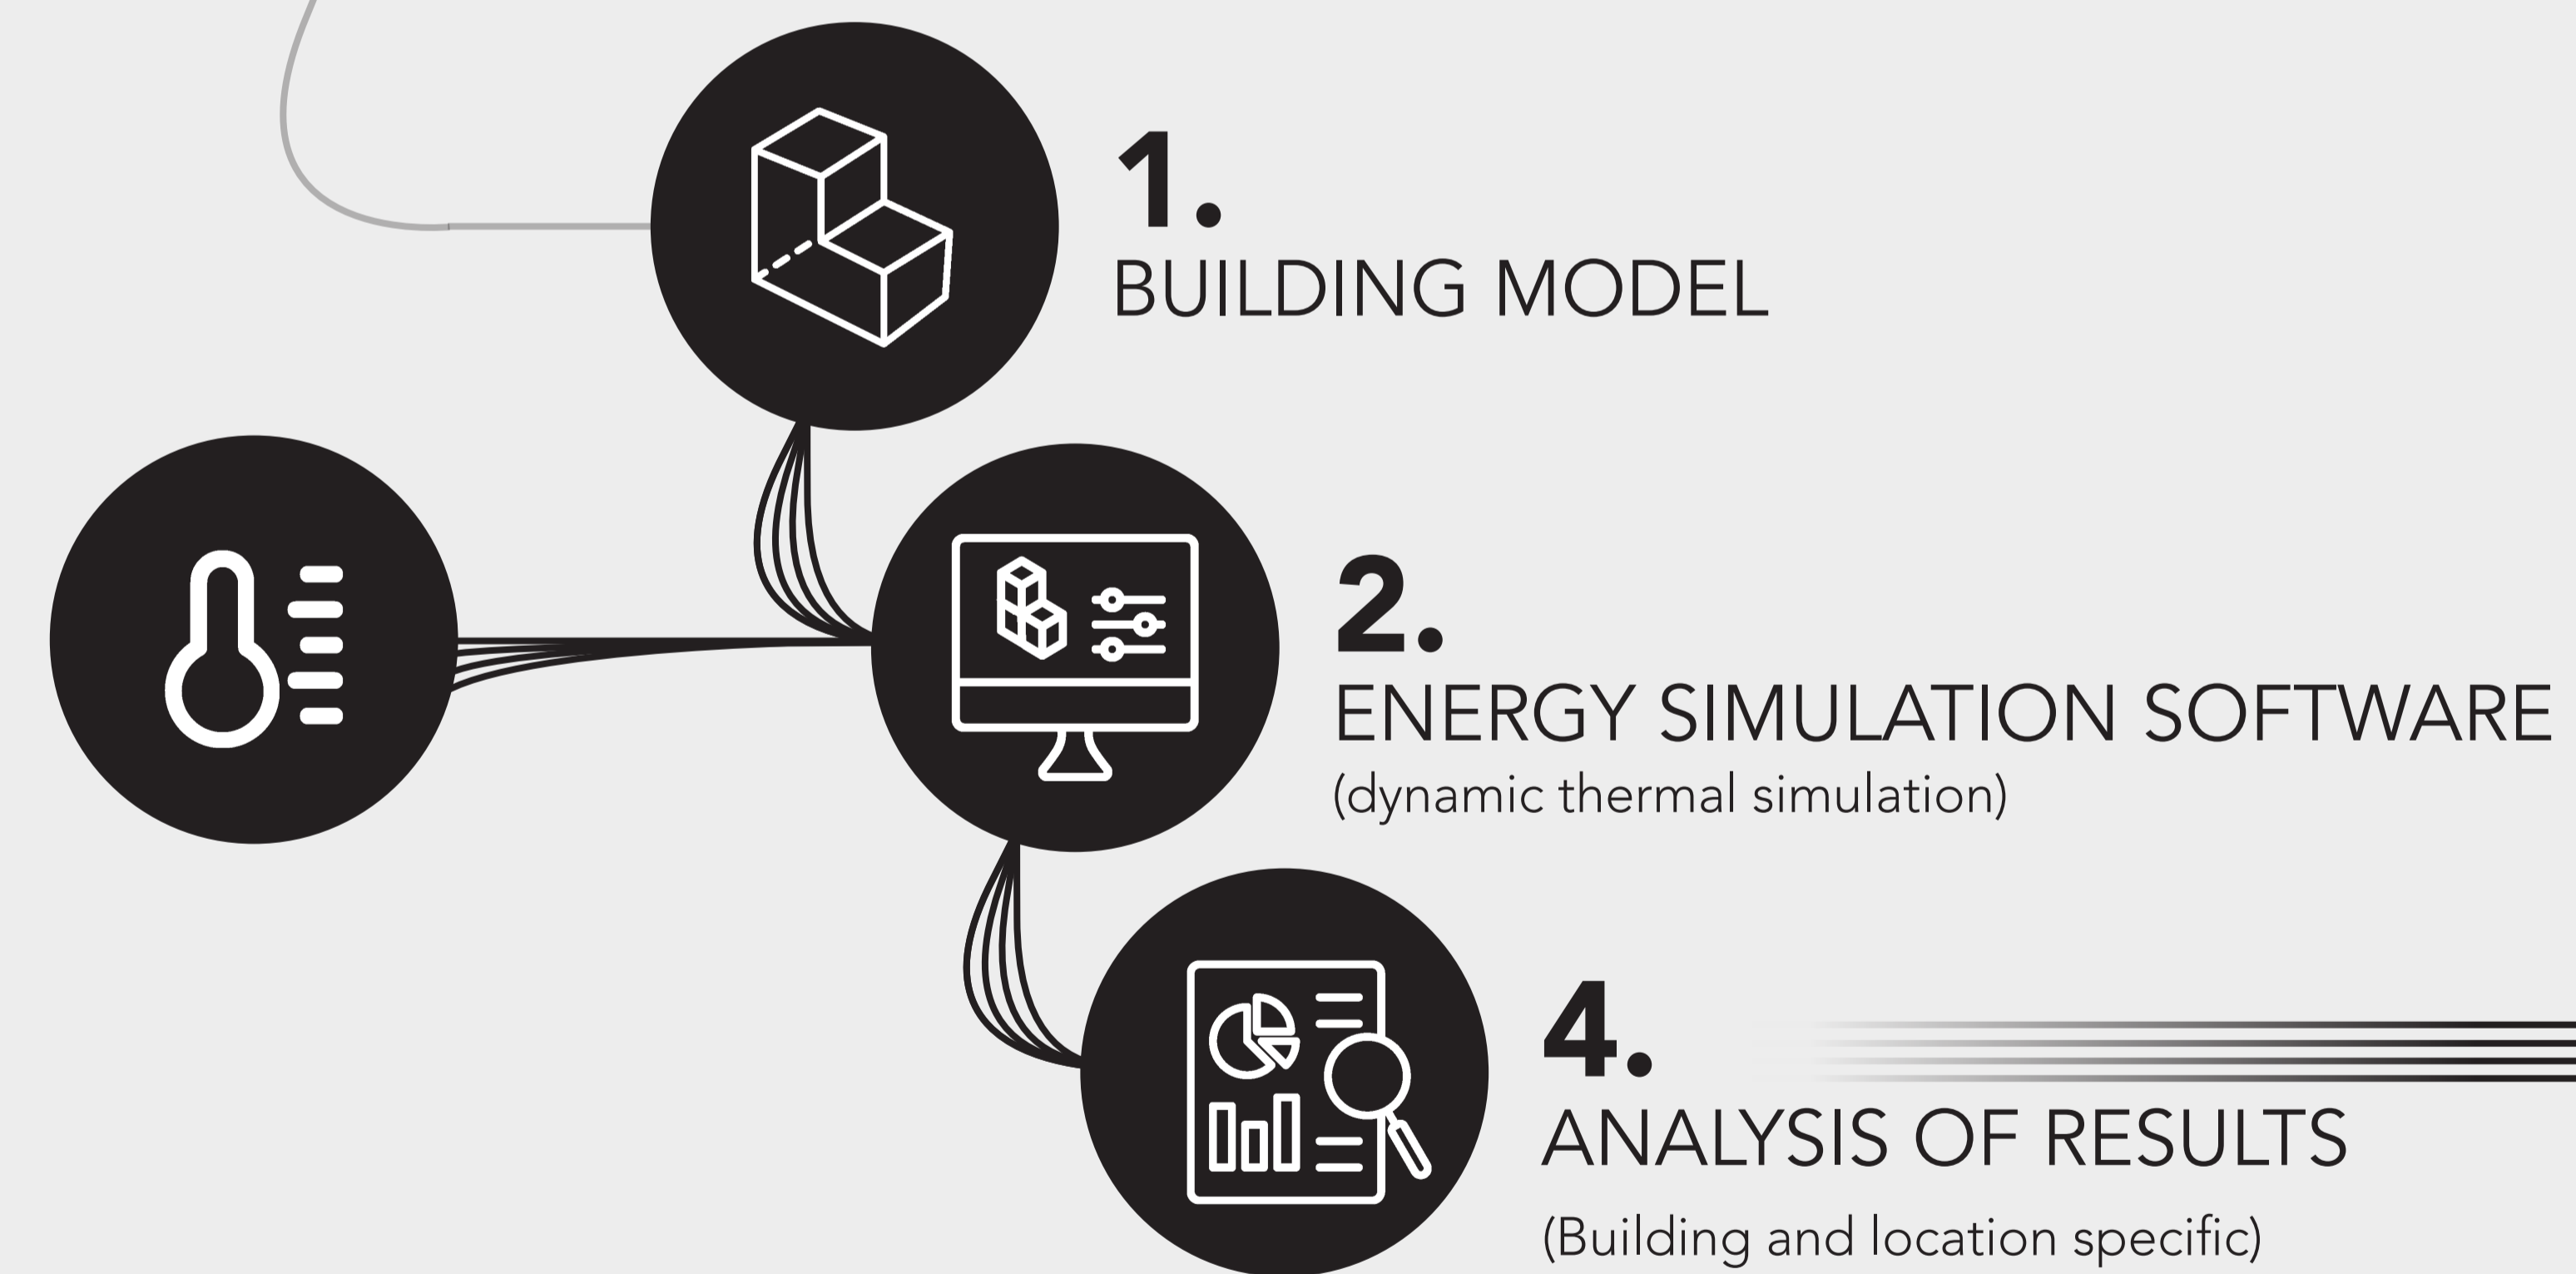 1.
BUILDING MODEL
2.
ENERGY SIMULATION SOFTWARE
(dynamic thermal simulation)
4.
ANALYSIS OF RESULTS
(Building and location specific)